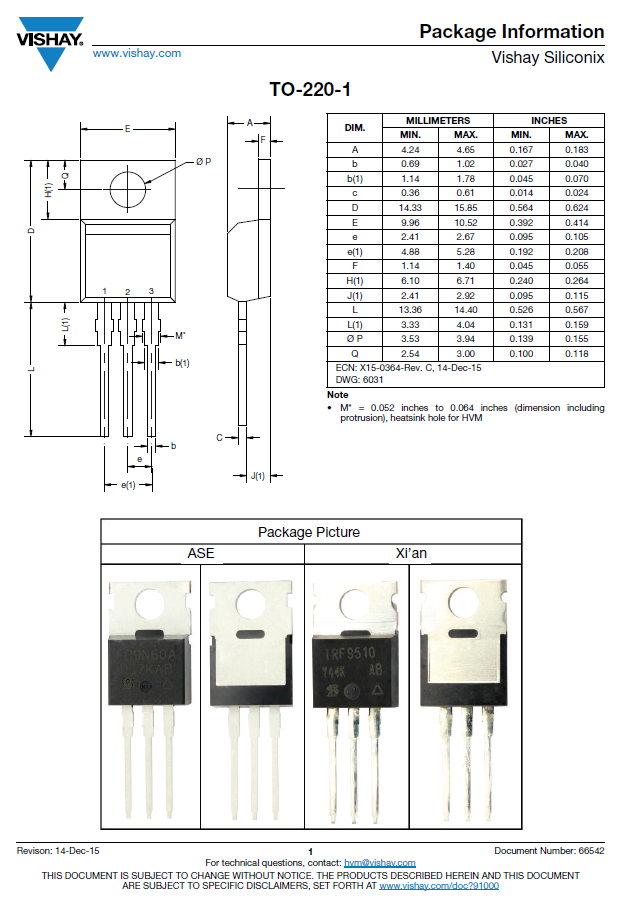 VISHAY®
www.vishay.com
Package Information
Vishay Siliconix
TO-220-1
E
A
F
Ø P
Q
H(1)
D
1 2 3
L(1)
M*
b(1)
L
b
C
e
J(1)
e(1)
DIM. MILLIMETERS INCHES
MIN. MAX. MIN. MAX.
A 4.24 4.65 0.167 0.183
b 0.69 1.02 0.027 0.040
b(1) 1.14 1.78 0.045 0.070
c 0.36 0.61 0.014 0.024
D 14.33 15.85 0.564 0.624
E 9.96 10.52 0.392 0.414
e 2.41 2.67 0.095 0.105
e(1) 4.88 5.28 0.192 0.208
F 1.14 1.40 0.045 0.055
H(1) 6.10 6.71 0.240 0.264
J(1) 2.41 2.92 0.095 0.115
L 13.36 14.40 0.526 0.567
L(1) 3.33 4.04 0.131 0.159
Ø P 3.53 3.94 0.139 0.155
Q 2.54 3.00 0.100 0.118
ECN: X15-0364-Rev. C, 14-Dec-15
DWG: 6031
Note
• M* = 0.052 inches to 0.064 inches (dimension including
protrusion), heatsink hole for HVM
Package Picture
ASE Xi'an
IRF9510
Y44X AB
Revison: 14-Dec-15 1 Document Number: 66542
For technical questions, contact: hvm@vishay.com
THIS DOCUMENT IS SUBJECT TO CHANGE WITHOUT NOTICE. THE PRODUCTS DESCRIBED HEREIN AND THIS DOCUMENT
ARE SUBJECT TO SPECIFIC DISCLAIMERS, SET FORTH AT www.vishay.com/doc?91000